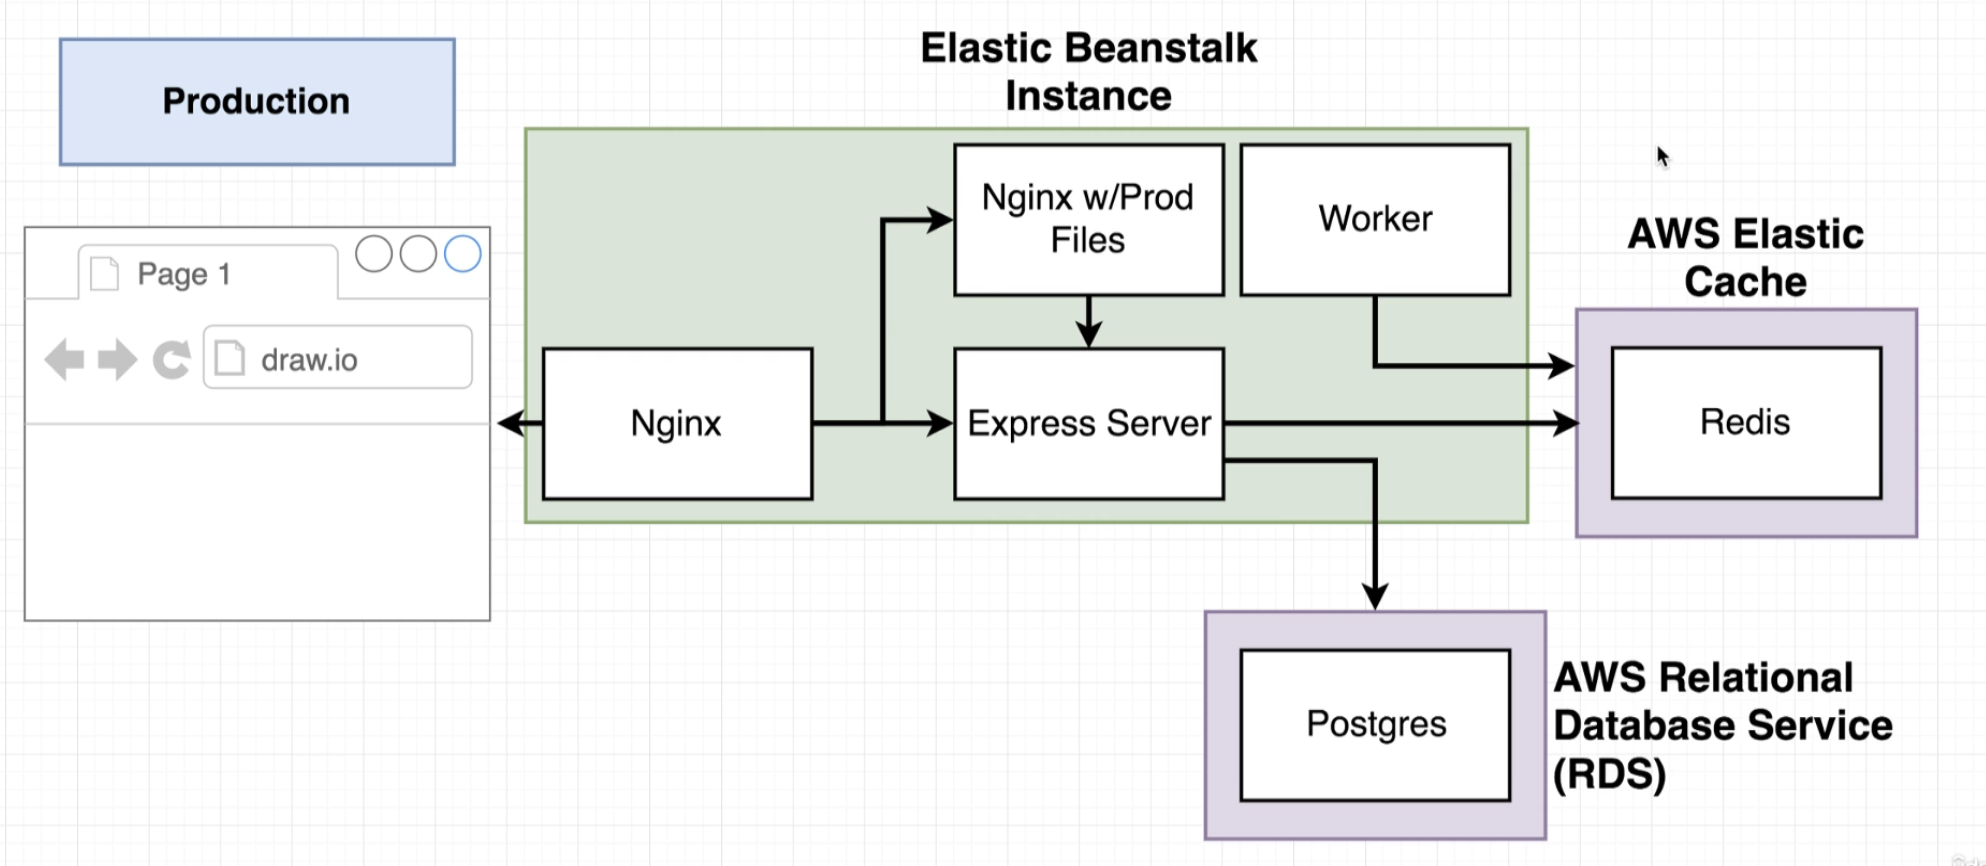 Elastic Beanstalk
Instance
Production
Nginx w/Prod
Files
Worker
AWS Elastic
Cache
Page 1
draw.io
Nginx
Express Server
Redis
Postgres
AWS Relational
Database Service
(RDS)